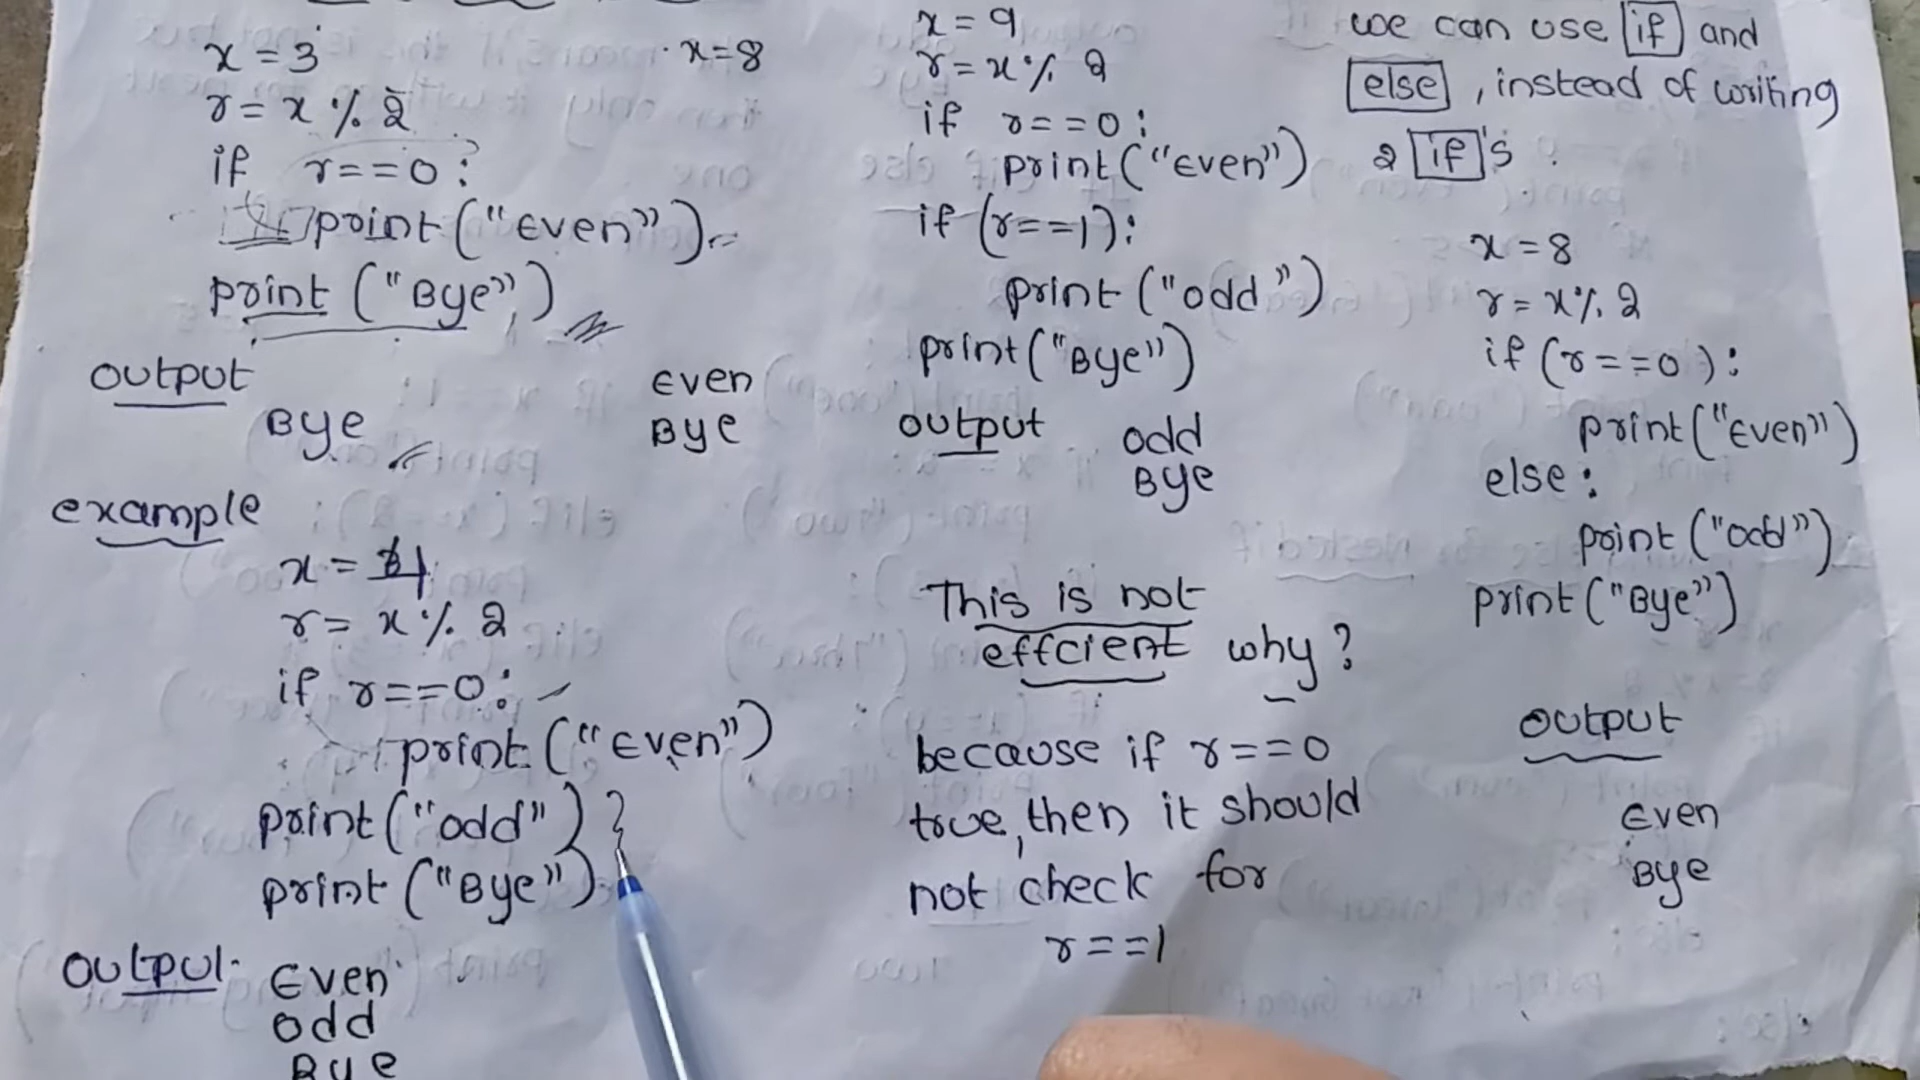 x = 3
x=8
r = x % 2
if r==0:
print("Even")
print ("Bye")
output
Bye
Even
Bye
example
x = 4
r= x % 2
if r==0:
print("Even")
print("odd")
print("Bye")
output
Even
odd
Bye
x = 9
r = x % 2
if r==0:
print("Even")
if (r==1):
print("odd")
print("Bye")
output
odd
Bye
This is not
effcient why?
because if r==0
true, then it should
not check for
r==1
we can use if and
else, instead of writing
2 if's
x = 8
r = x % 2
if (r==0):
print("Even")
else:
print("odd")
print("Bye")
output
Even
Bye